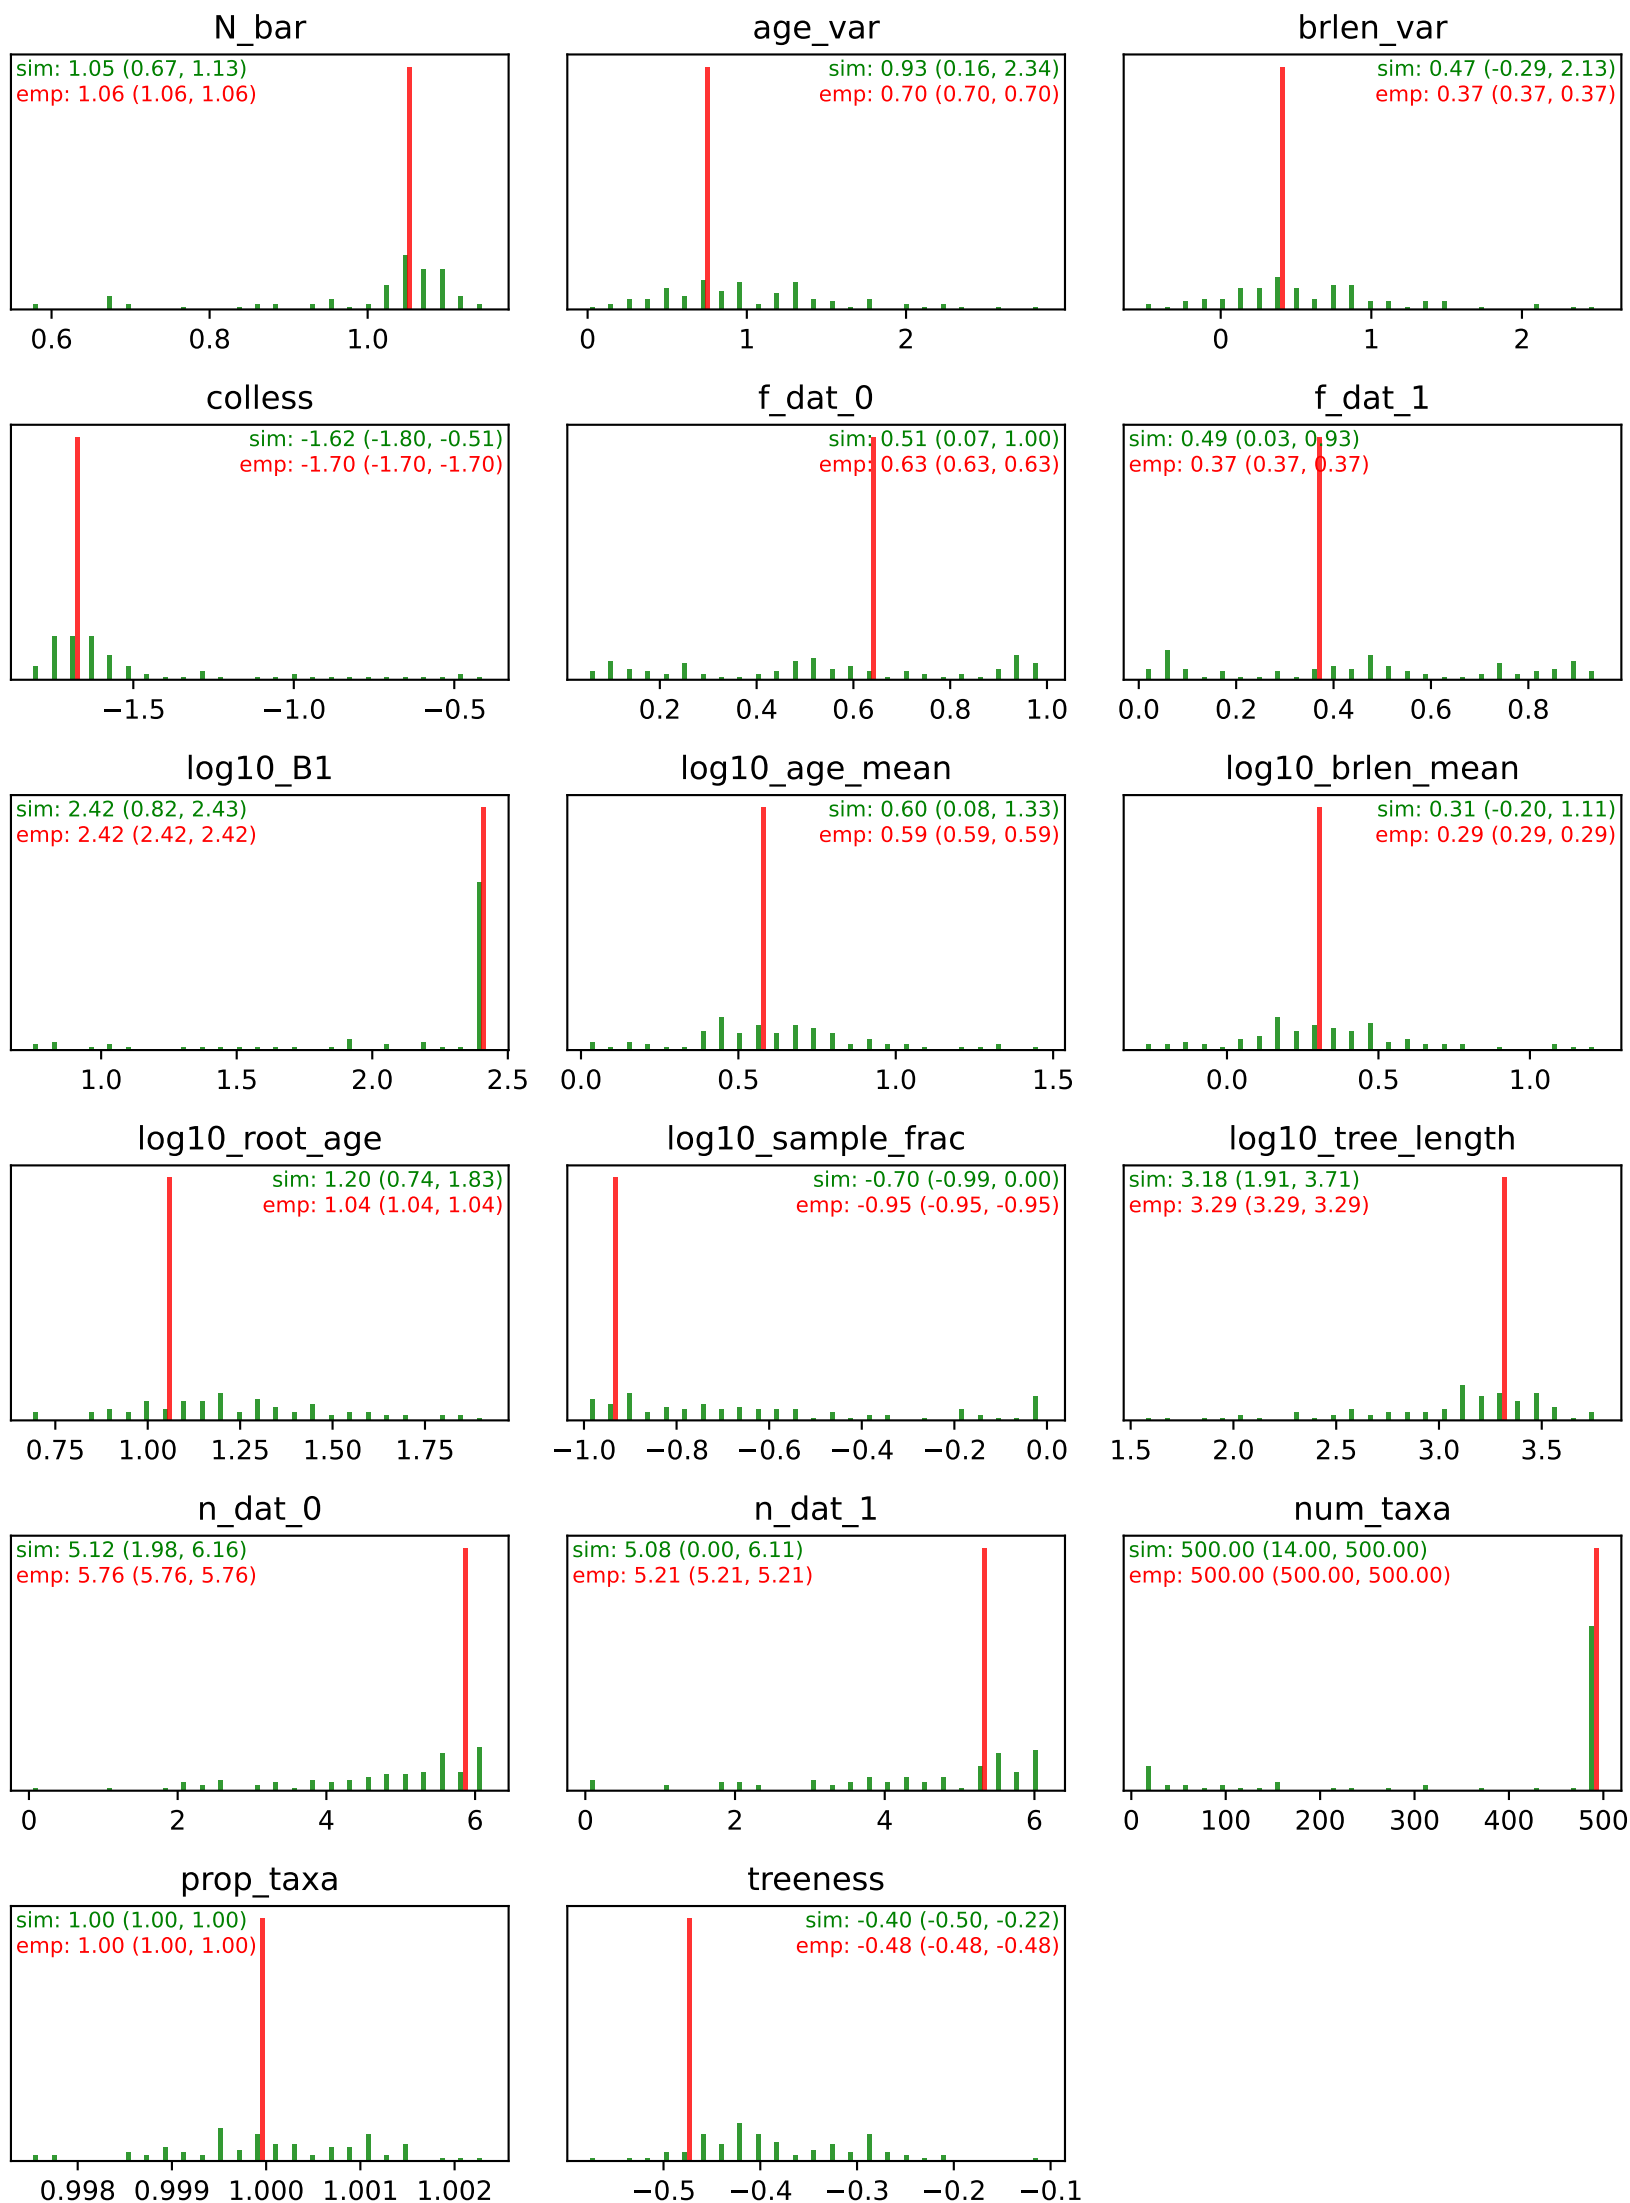 N_bar
sim: 1.05 (0.67, 1.13)
emp: 1.06 (1.06, 1.06)
0.6 0.8 1.0
age_var
sim: 0.93 (0.16, 2.34)
emp: 0.70 (0.70, 0.70)
0 1 2
brlen_var
sim: 0.47 (-0.29, 2.13)
emp: 0.37 (0.37, 0.37)
0 1 2
colless
sim: -1.62 (-1.80, -0.51)
emp: -1.70 (-1.70, -1.70)
−1.5 −1.0 −0.5
f_dat_0
sim: 0.51 (0.07, 1.00)
emp: 0.63 (0.63, 0.63)
0.2 0.4 0.6 0.8 1.0
f_dat_1
sim: 0.49 (0.03, 0.93)
emp: 0.37 (0.37, 0.37)
0.0 0.2 0.4 0.6 0.8
log10_B1
sim: 2.42 (0.82, 2.43)
emp: 2.42 (2.42, 2.42)
1.0 1.5 2.0 2.5
log10_age_mean
sim: 0.60 (0.08, 1.33)
emp: 0.59 (0.59, 0.59)
0.0 0.5 1.0 1.5
log10_brlen_mean
sim: 0.31 (-0.20, 1.11)
emp: 0.29 (0.29, 0.29)
0.0 0.5 1.0
log10_root_age
sim: 1.20 (0.74, 1.83)
emp: 1.04 (1.04, 1.04)
0.75 1.00 1.25 1.50 1.75
log10_sample_frac
sim: -0.70 (-0.99, 0.00)
emp: -0.95 (-0.95, -0.95)
−1.0 −0.8 −0.6 −0.4 −0.2 0.0
log10_tree_length
sim: 3.18 (1.91, 3.71)
emp: 3.29 (3.29, 3.29)
1.5 2.0 2.5 3.0 3.5
n_dat_0
sim: 5.12 (1.98, 6.16)
emp: 5.76 (5.76, 5.76)
0 2 4 6
n_dat_1
sim: 5.08 (0.00, 6.11)
emp: 5.21 (5.21, 5.21)
0 2 4 6
num_taxa
sim: 500.00 (14.00, 500.00)
emp: 500.00 (500.00, 500.00)
0 100 200 300 400 500
prop_taxa
sim: 1.00 (1.00, 1.00)
emp: 1.00 (1.00, 1.00)
0.998 0.999 1.000 1.001 1.002
treeness
sim: -0.40 (-0.50, -0.22)
emp: -0.48 (-0.48, -0.48)
−0.5 −0.4 −0.3 −0.2 −0.1